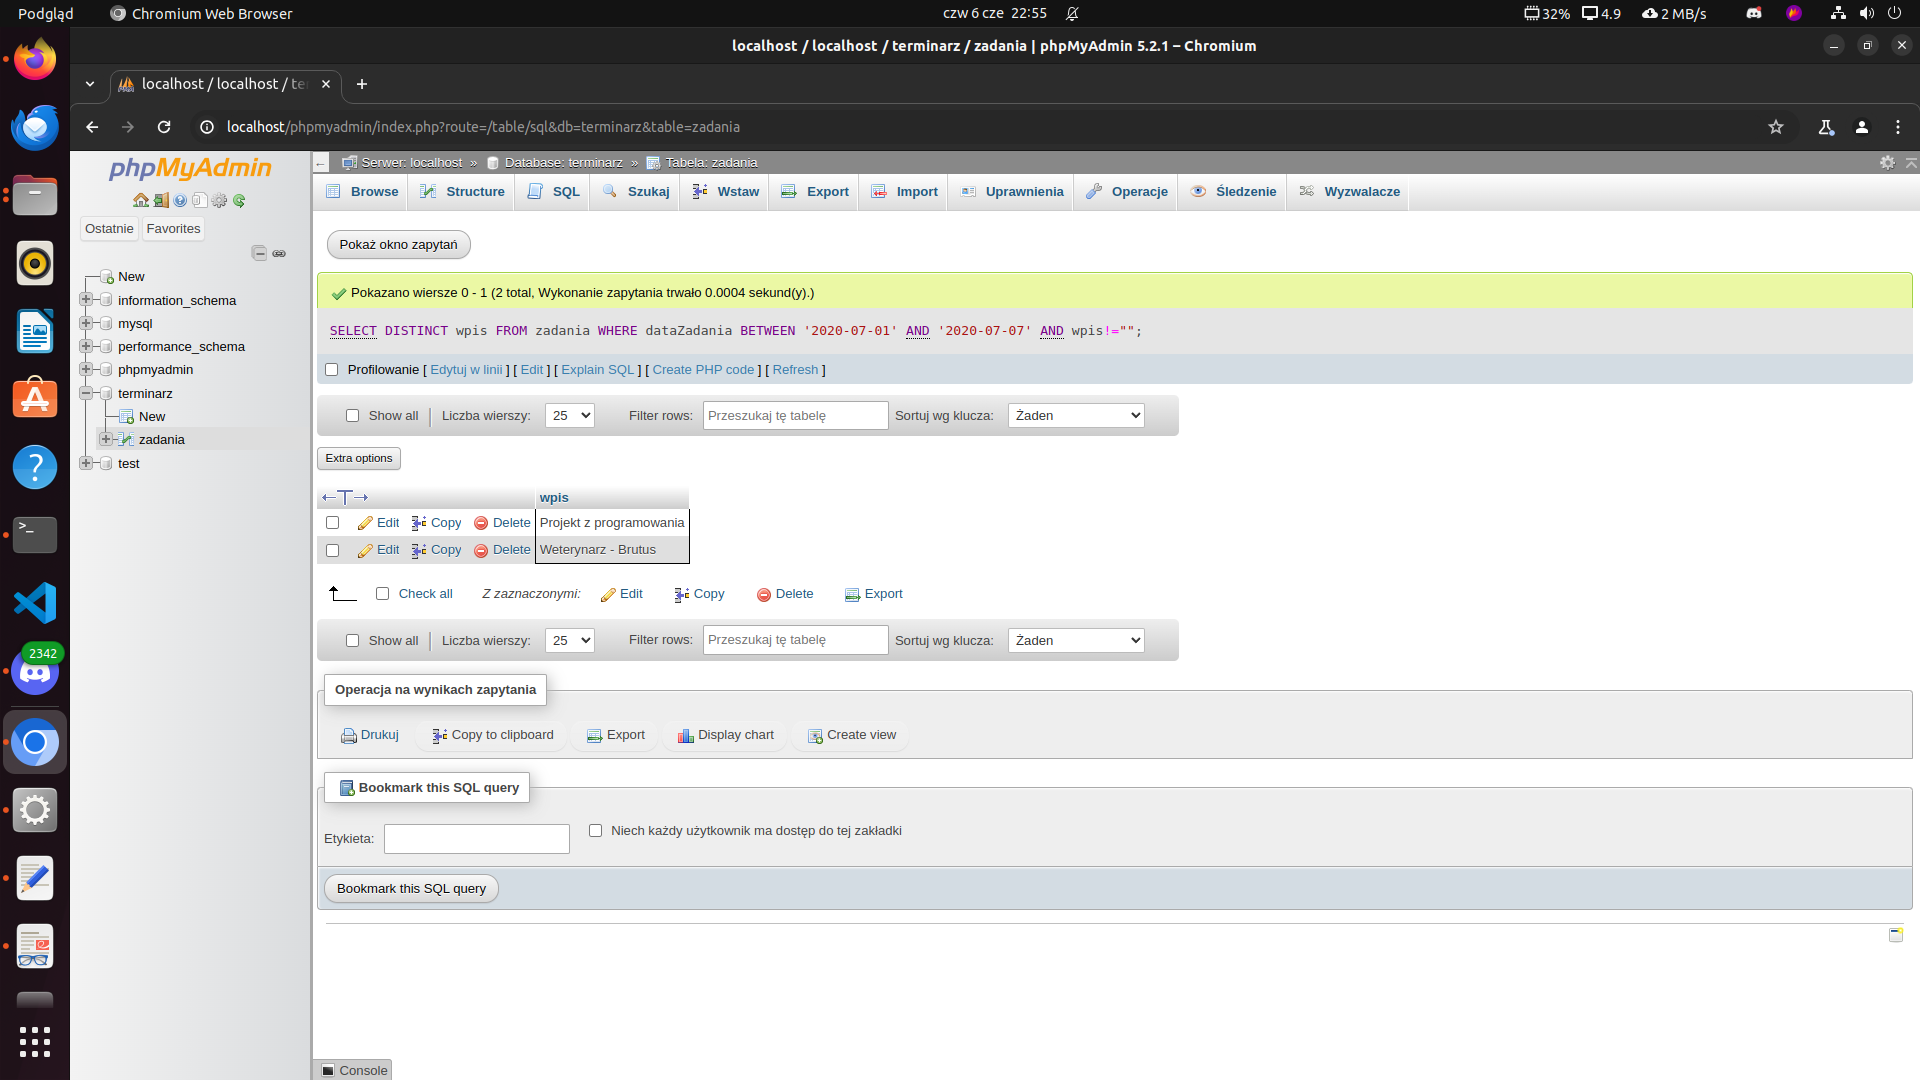 Podgląd
Chromium Web Browser
czw 6 cze 22:55
32%
4.9
2 MB/s
localhost / localhost / terminarz / zadania | phpMyAdmin 5.2.1 – Chromium
localhost / localhost / te
localhost/phpmyadmin/index.php?route=/table/sql&db=terminarz&table=zadania
phpMyAdmin
Ostatnie
Favorites
New
information_schema
mysql
performance_schema
phpmyadmin
terminarz
New
zadania
test
2342
Serwer: localhost » Database: terminarz » Tabela: zadania
Browse
Structure
SQL
Szukaj
Wstaw
Export
Import
Uprawnienia
Operacje
Śledzenie
Wyzwalacze
Pokaż okno zapytań
Pokazano wiersze 0 - 1 (2 total, Wykonanie zapytania trwało 0.0004 sekund(y).)
SELECT DISTINCT wpis FROM zadania WHERE dataZadania BETWEEN '2020-07-01' AND '2020-07-07' AND wpis!="";
Profilowanie [ Edytuj w linii ] [ Edit ] [ Explain SQL ] [ Create PHP code ] [ Refresh ]
Show all
Liczba wierszy: 25
Filter rows: Przeszukaj tę tabelę
Sortuj wg klucza: Żaden
Extra options
←T→ wpis
Edit Copy Delete Projekt z programowania
Edit Copy Delete Weterynarz - Brutus
Check all Z zaznaczonymi: Edit Copy Delete Export
Show all
Liczba wierszy: 25
Filter rows: Przeszukaj tę tabelę
Sortuj wg klucza: Żaden
Operacja na wynikach zapytania
Drukuj
Copy to clipboard
Export
Display chart
Create view
Bookmark this SQL query
Etykieta:
Niech każdy użytkownik ma dostęp do tej zakładki
Bookmark this SQL query
Console